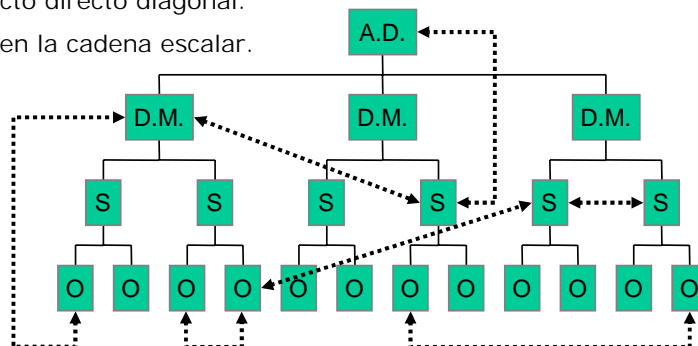 cto directo diagonal.
en la cadena escalar.
A.D.
D.M. D.M. D.M.
S S S S S S
O O O O O O O O O O O O